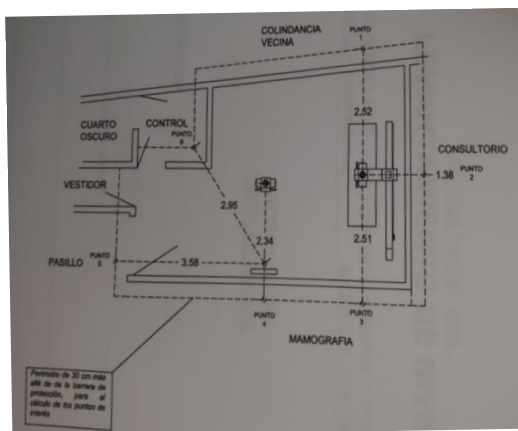 COLINDANCIA
VECINA
PUNTO
1
CUARTO
OSCURO
CONTROL
PUNTO
6
2.52
CONSULTORIO
1.38
PUNTO
2
VESTIDOR
2.95
2.34
2.51
PASILLO
PUNTO
5
3.58
PUNTO
4
PUNTO
3
MAMOGRAFIA
Perimetro de 30 cm más
allá de de la barrera de
protección, para el
cálculo de los puntos de
interés